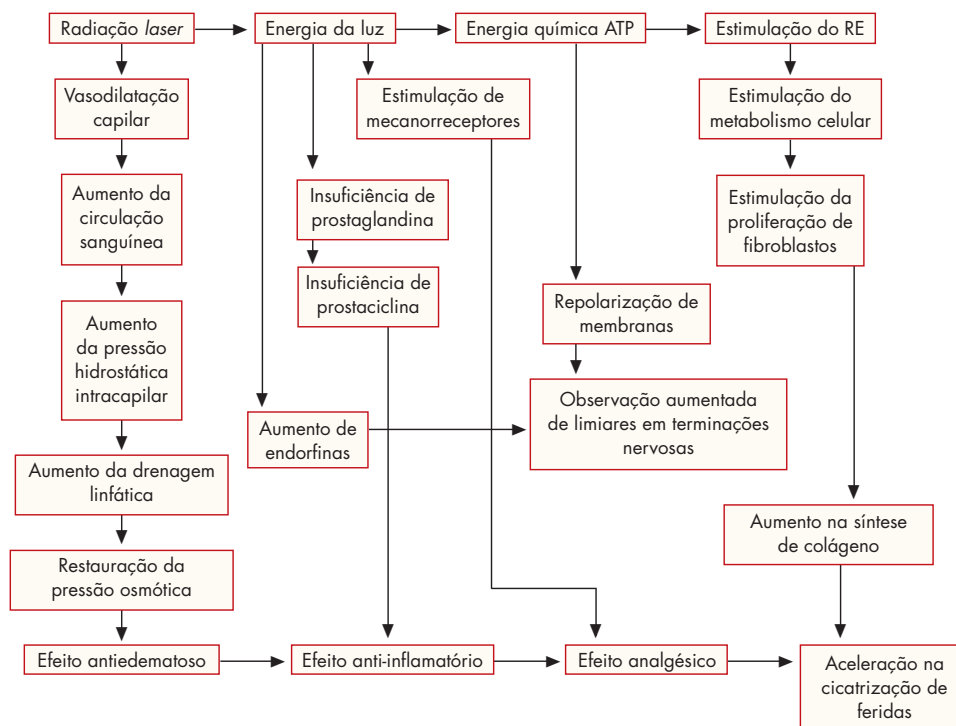 Radiação laser
Energia da luz
Energia química ATP
Estimulação do RE
Vasodilatação
capilar
Estimulação de
mecanorreceptores
Estimulação do
metabolismo celular
Aumento da
circulação
sanguínea
Insuficiência de
prostaglandina
Estimulação da
proliferação de
fibroblastos
Insuficiência de
prostaciclina
Repolarização de
membranas
Aumento
da pressão
hidrostática
intracapilar
Observação aumentada
de limiares em terminações
nervosas
Aumento de
endorfinas
Aumento da drenagem
linfática
Aumento na síntese
de colágeno
Restauração da
pressão osmótica
Efeito antiedematoso
Efeito anti-inflamatório
Efeito analgésico
Aceleração na
cicatrização de
feridas